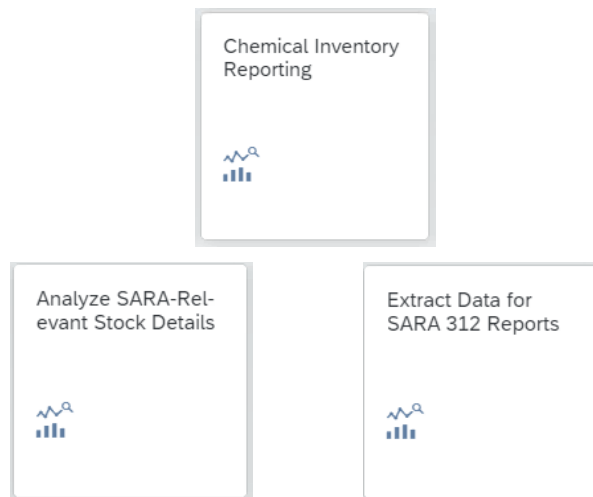 Chemical Inventory
Reporting
Analyze SARA-Rel-
evant Stock Details
Extract Data for
SARA 312 Reports